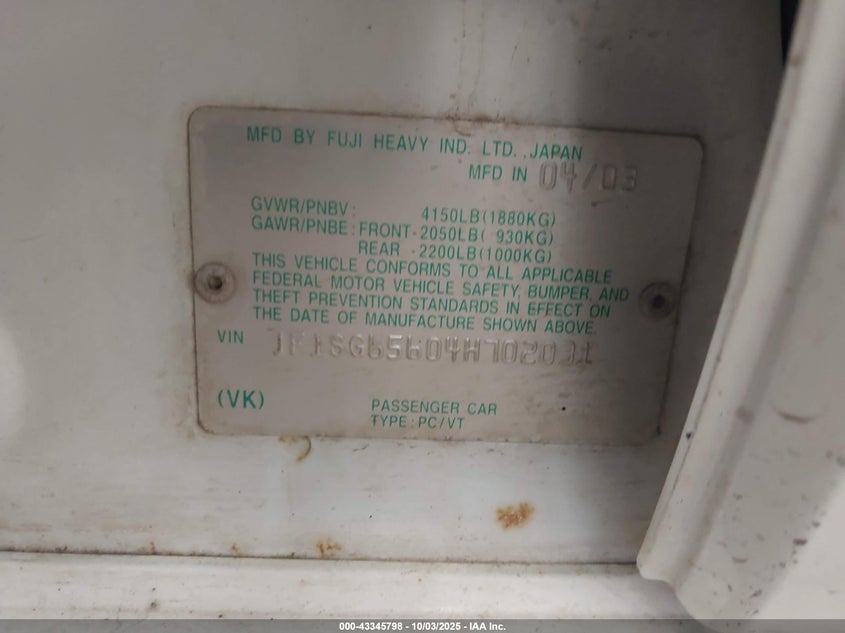 MFD BY FUJI HEAVY IND. LTD., JAPAN
MFD IN 04/03
GVWR/PNBV: 4150LB(1880KG)
GAWR/PNBE: FRONT-2050LB( 930KG)
REAR -2200LB(1000KG)
THIS VEHICLE CONFORMS TO ALL APPLICABLE
FEDERAL MOTOR VEHICLE SAFETY, BUMPER, AND
THEFT PREVENTION STANDARDS IN EFFECT ON
THE DATE OF MANUFACTURE SHOWN ABOVE.
VIN JF1SG65604H702031
(VK) PASSENGER CAR
TYPE: PC/VT
000-43345798 - 10/03/2025 - IAA Inc.